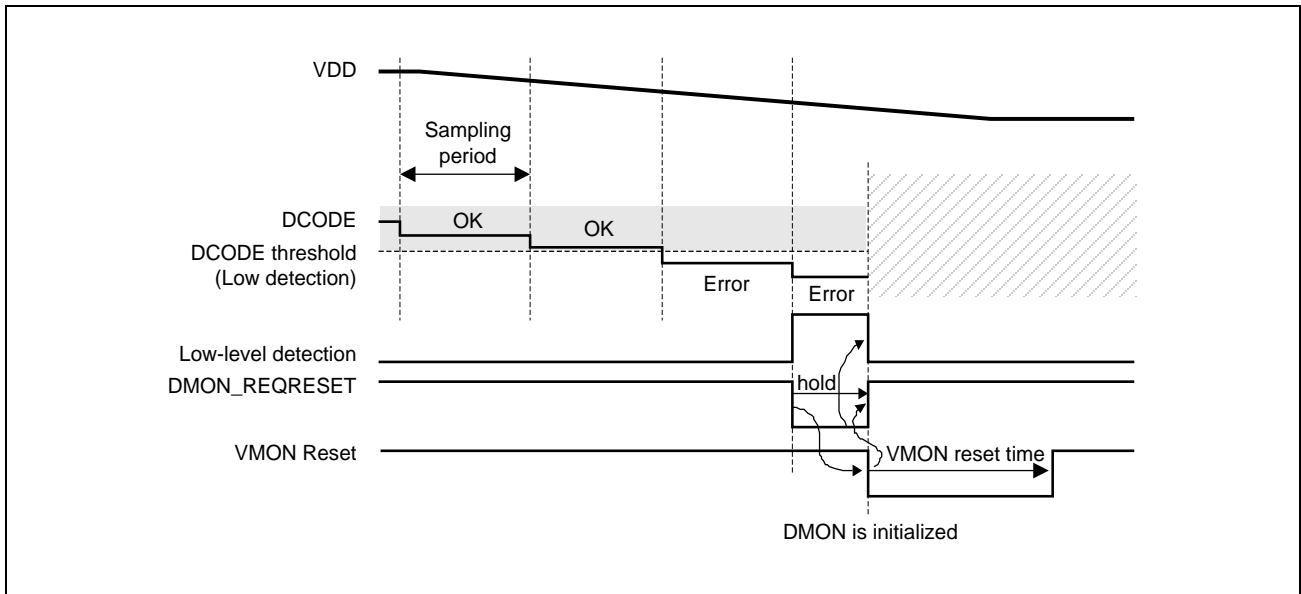 VDD
Sampling
period
DCODE
OK
OK
DCODE threshold
(Low detection)
Error
Error
Low-level detection
DMON_REQRESET
hold
VMON Reset
VMON reset time
DMON is initialized